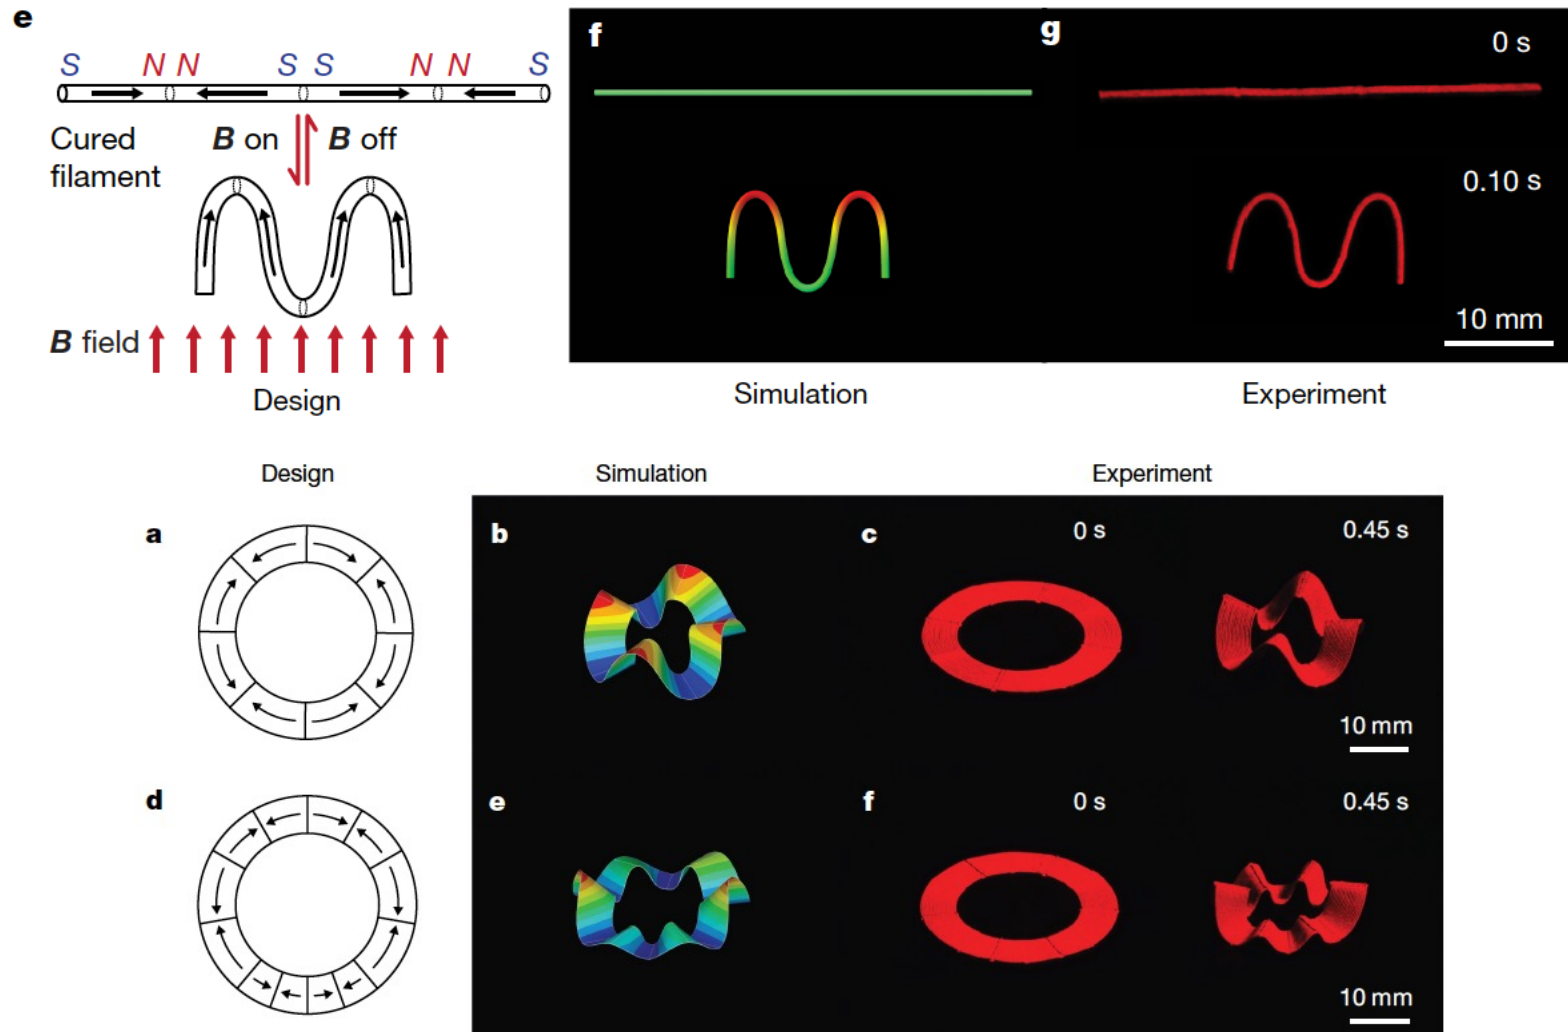 e
S N N S S N N S
Cured
filament
B on
B off
B field
Design
f
Simulation
g
0 s
0.10 s
10 mm
Experiment
Design
Simulation
Experiment
a
b
c
0 s
0.45 s
10 mm
d
e
f
0 s
0.45 s
10 mm